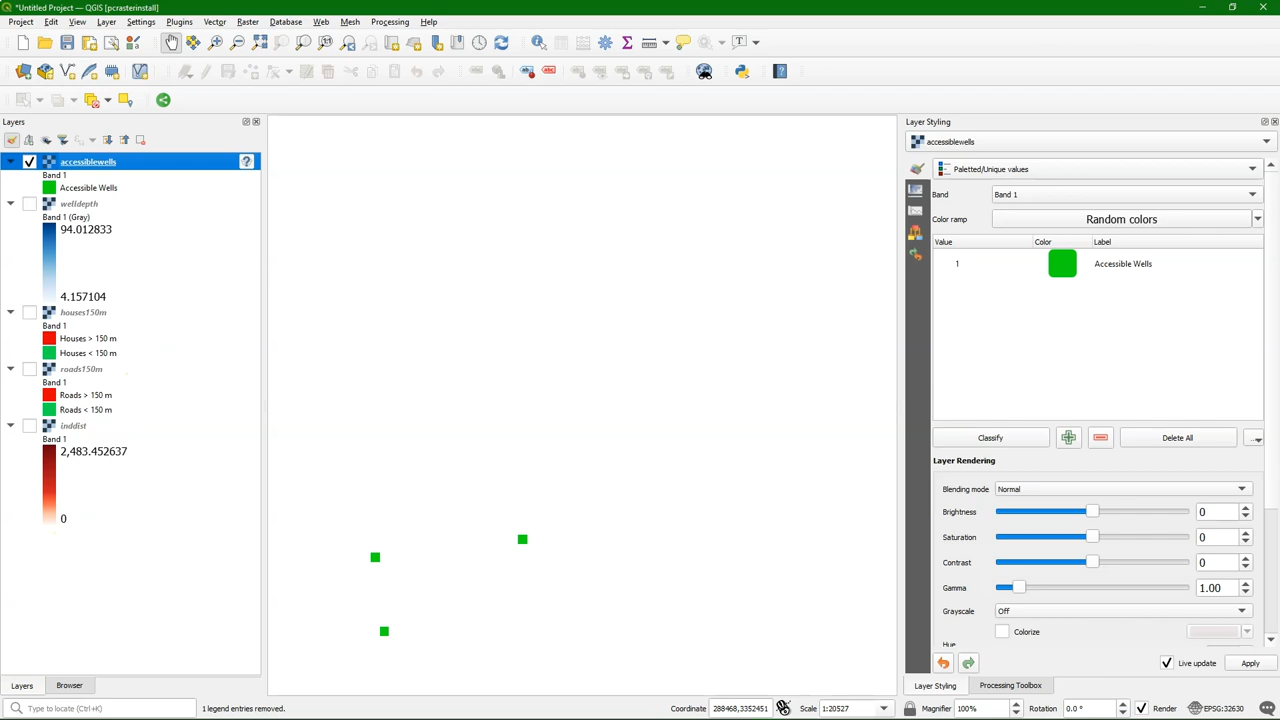 *Untitled Project — QGIS [pcrasterinstall]
Project Edit View Layer Settings Plugins Vector Raster Database Web Mesh Processing Help
Layers
accessiblewells
Band 1
Accessible Wells
welldepth
Band 1 (Gray)
94.012833
4.157104
houses150m
Band 1
Houses > 150 m
Houses < 150 m
roads150m
Band 1
Roads > 150 m
Roads < 150 m
inddist
Band 1
2,483.452637
0
Layers Browser
Layer Styling
accessiblewells
Paletted/Unique values
Band Band 1
Color ramp Random colors
Value Color Label
1 Accessible Wells
Classify Delete All ...
Layer Rendering
Blending mode Normal
Brightness 0
Saturation 0
Contrast 0
Gamma 1.00
Grayscale Off
Colorize
Hue
Live update Apply
Layer Styling Processing Toolbox
Type to locate (Ctrl+K) 1 legend entries removed. Coordinate 288468,3352451 Scale 1:20527 Magnifier 100% Rotation 0.0 ° Render EPSG:32630